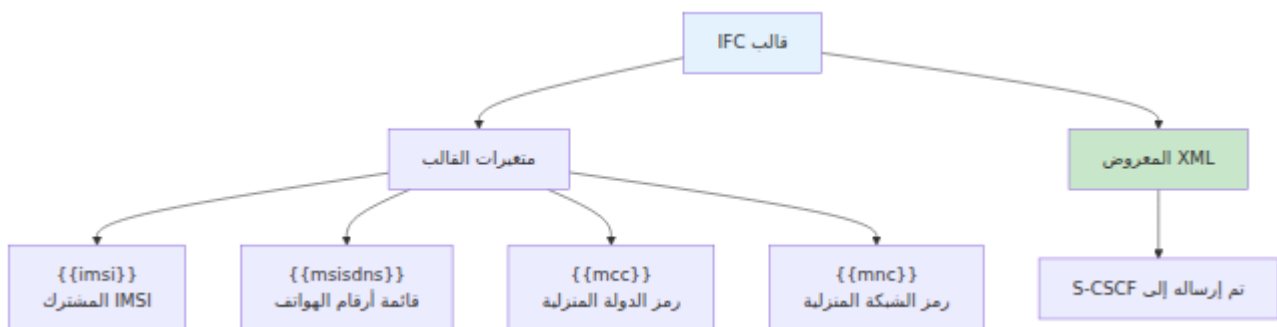 قالب IFC
متغيرات القالب
XML المعروض
{{imsi}}
IMSI المشترك
{{msisdns}}
قائمة أرقام الهواتف
{{mcc}}
رمز الدولة المنزلية
{{mnc}}
رمز الشبكة المنزلية
تم إرساله إلى S-CSCF